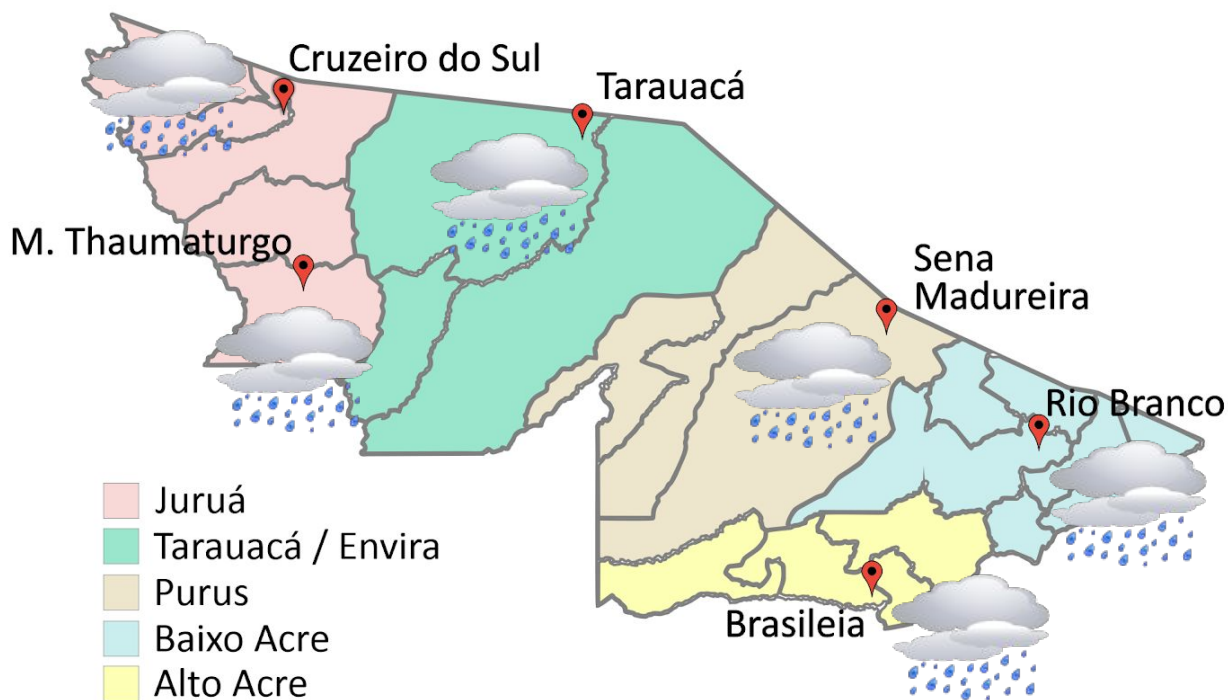 Cruzeiro do Sul
Tarauacá
M. Thaumaturgo
Sena
Madureira
Rio Branco
Brasileia
Juruá
Tarauacá / Envira
Purus
Baixo Acre
Alto Acre